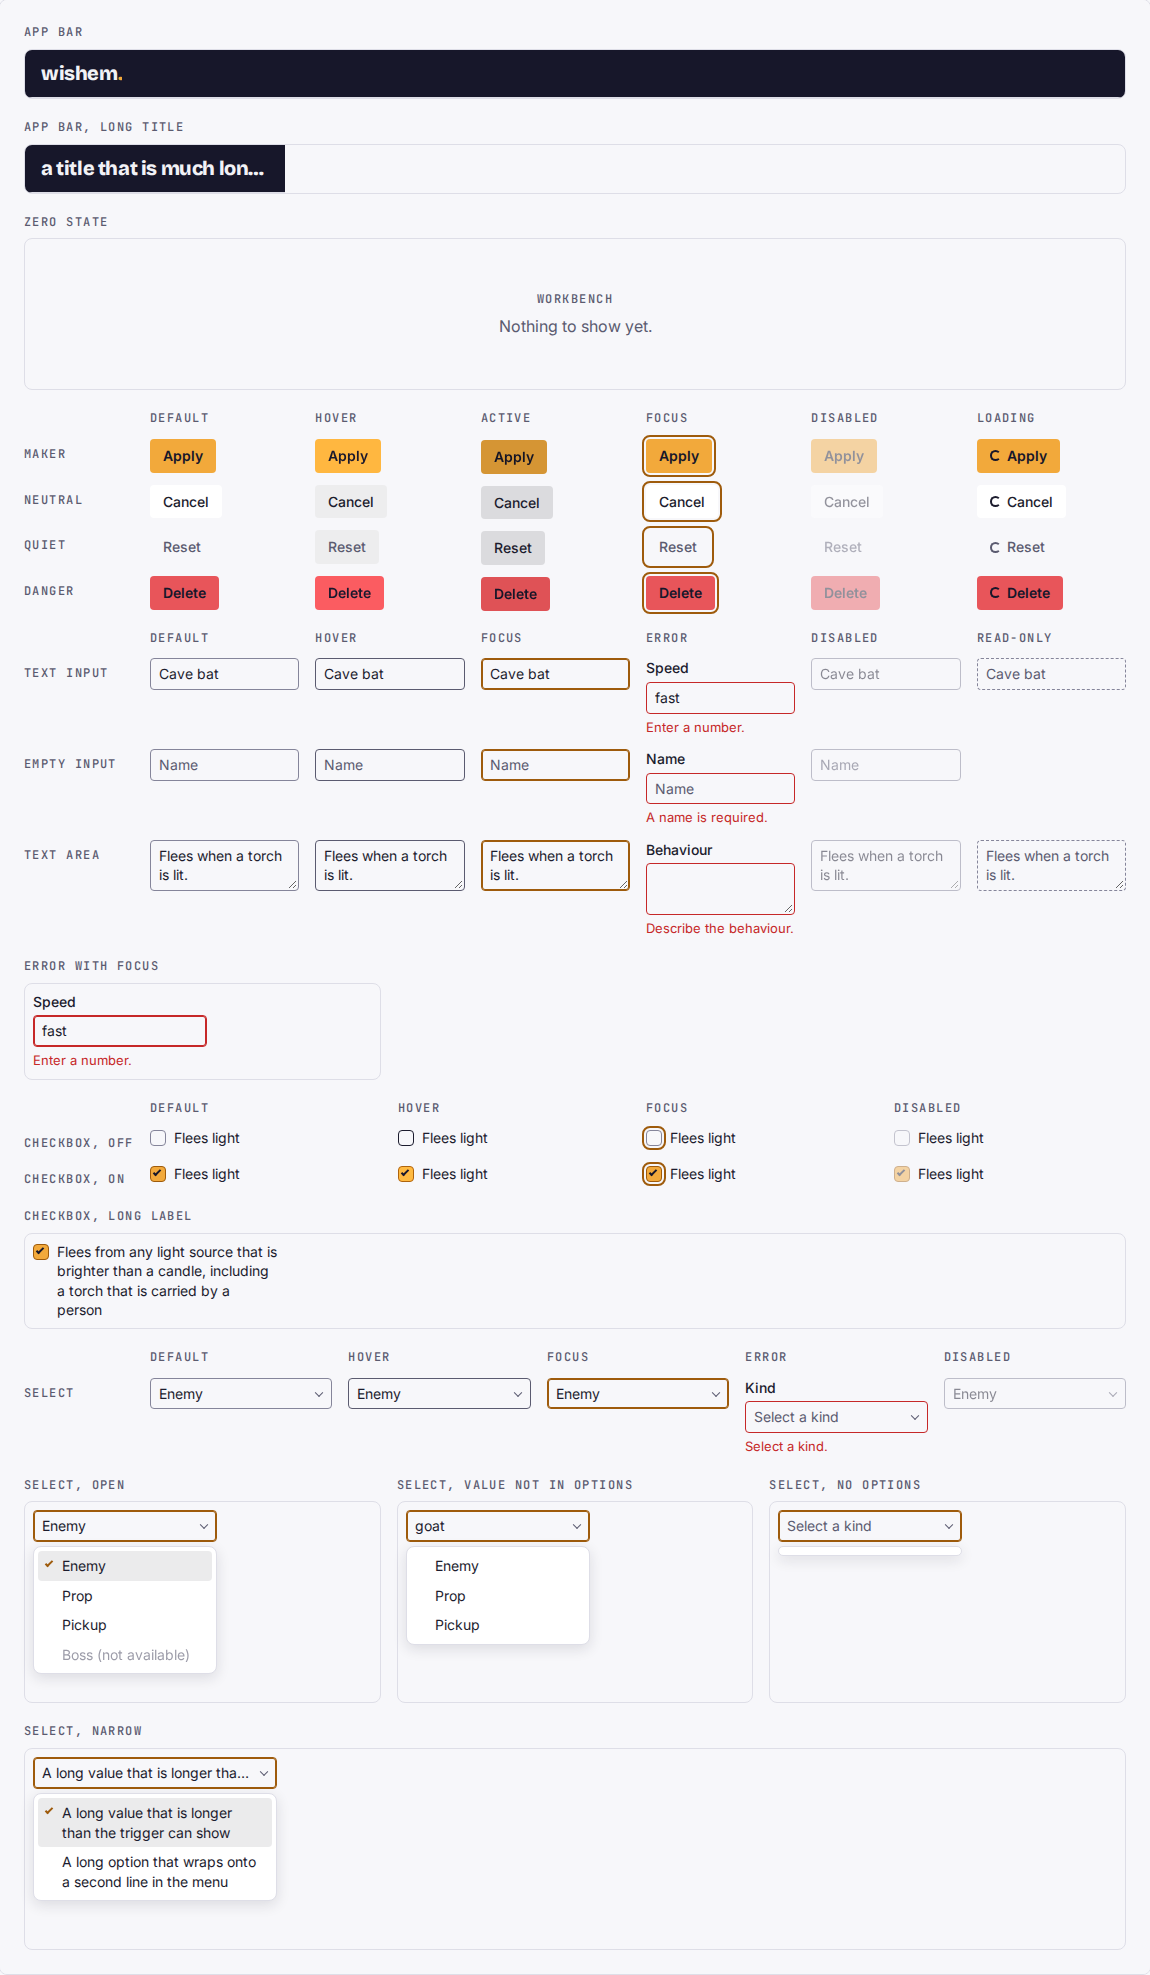 APP BAR
wishem.
APP BAR, LONG TITLE
a title that is much lon...
ZERO STATE
WORKBENCH
Nothing to show yet.
DEFAULT HOVER ACTIVE FOCUS DISABLED LOADING
MAKER Apply Apply Apply Apply Apply Apply
NEUTRAL Cancel Cancel Cancel Cancel Cancel Cancel
QUIET Reset Reset Reset Reset Reset Reset
DANGER Delete Delete Delete Delete Delete Delete
DEFAULT HOVER FOCUS ERROR DISABLED READ-ONLY
Speed
TEXT INPUT Cave bat Cave bat Cave bat Cave bat Cave bat
fast
Enter a number.
Name
EMPTY INPUT Name Name Name Name
Name
A name is required.
Behaviour
TEXT AREA Flees when a torch Flees when a torch Flees when a torch Flees when a torch Flees when a torch
is lit. is lit. is lit. is lit. is lit.
Describe the behaviour.
ERROR WITH FOCUS
Speed
fast
Enter a number.
DEFAULT HOVER FOCUS DISABLED
CHECKBOX, OFF Flees light Flees light Flees light Flees light
CHECKBOX, ON Flees light Flees light Flees light Flees light
CHECKBOX, LONG LABEL
Flees from any light source that is
brighter than a candle, including
a torch that is carried by a
person
DEFAULT HOVER FOCUS ERROR DISABLED
Kind
SELECT Enemy Enemy Enemy Enemy
Select a kind
Select a kind.
SELECT, OPEN SELECT, VALUE NOT IN OPTIONS SELECT, NO OPTIONS
Enemy goat Select a kind
Enemy Enemy
Prop Prop
Pickup Pickup
Boss (not available)
SELECT, NARROW
A long value that is longer tha...
A long value that is longer
than the trigger can show
A long option that wraps onto
a second line in the menu